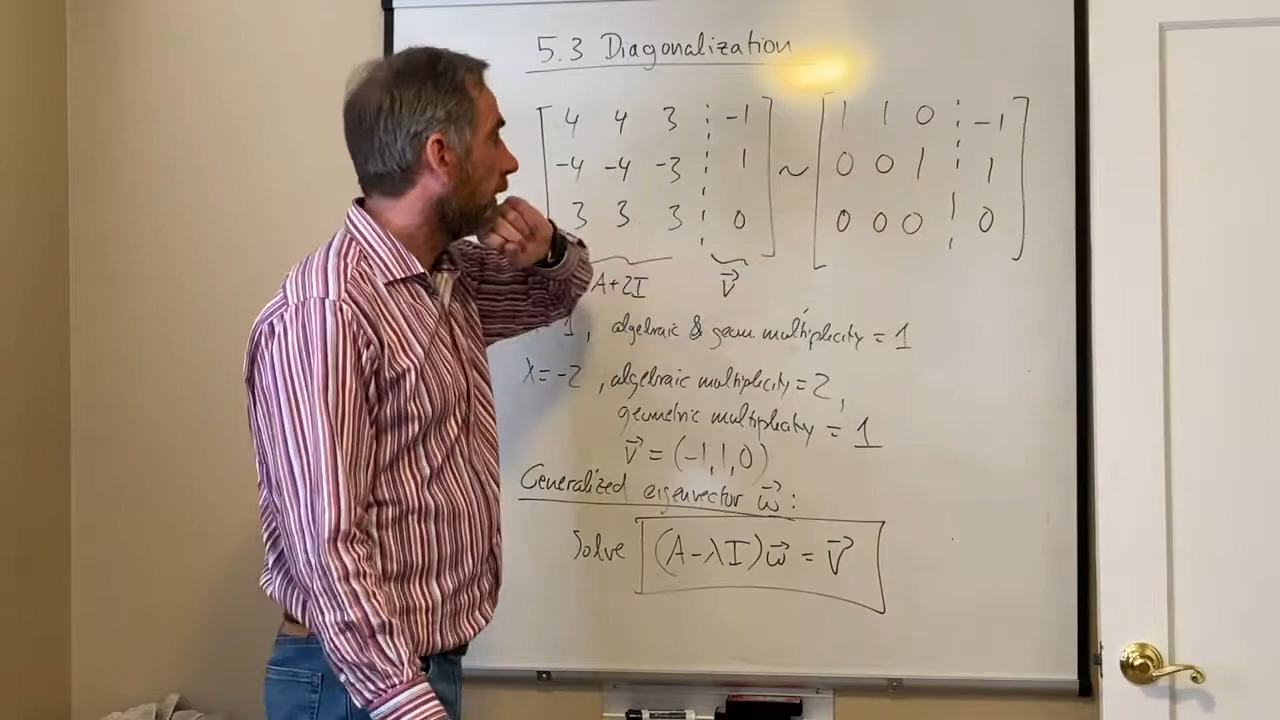 5.3 Diagonalization
4 4 3 -1 1 1 0 -1
-4 -4 -3 1 ~ 0 0 1 1
3 3 3 0 0 0 0 0
A+2I v⃗
1, algebraic & geom multiplicity = 1
λ=-2, algebraic multiplicity = 2,
geometric multiplicity = 1
v⃗ = (-1,1,0)
Generalized eigenvector w⃗:
Solve (A-λI)w⃗ = v⃗